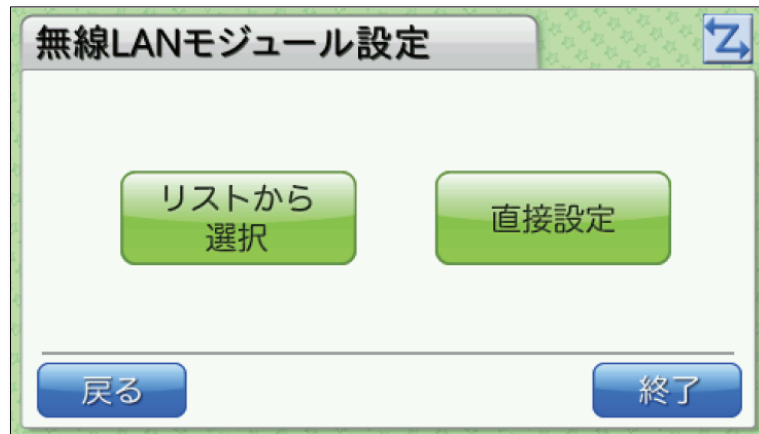 無線LANモジュール設定
リストから
選択
直接設定
戻る
終了